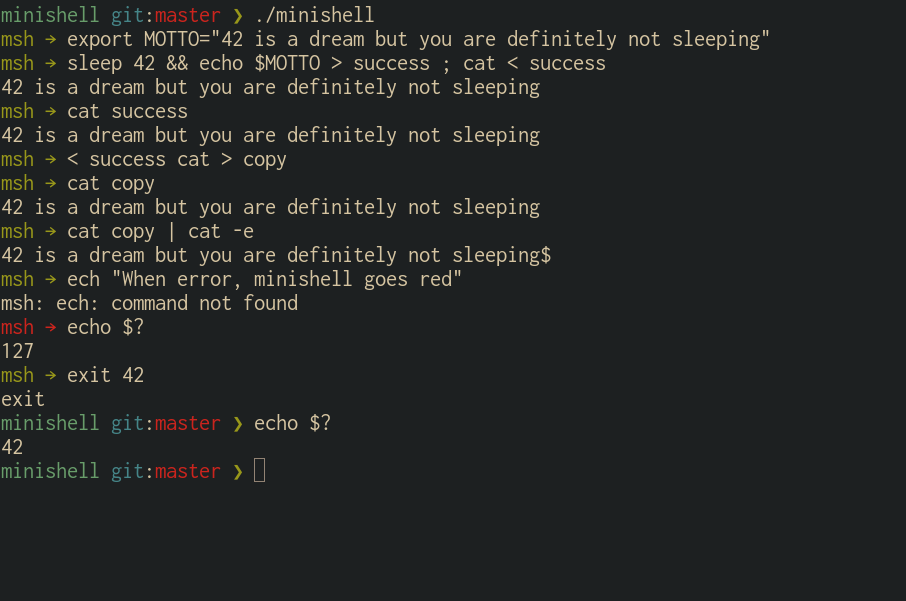 minishell git:master ❯ ./minishell
msh → export MOTTO="42 is a dream but you are definitely not sleeping"
msh → sleep 42 && echo $MOTTO > success ; cat < success
42 is a dream but you are definitely not sleeping
msh → cat success
42 is a dream but you are definitely not sleeping
msh → < success cat > copy
msh → cat copy
42 is a dream but you are definitely not sleeping
msh → cat copy | cat -e
42 is a dream but you are definitely not sleeping$
msh → ech "When error, minishell goes red"
msh: ech: command not found
msh → echo $?
127
msh → exit 42
exit
minishell git:master ❯ echo $?
42
minishell git:master ❯